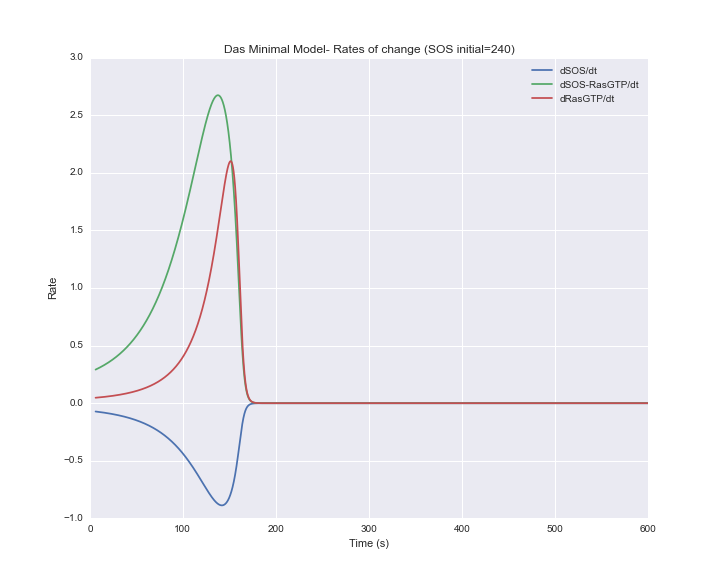 Das Minimal Model- Rates of change (SOS initial=240)
dSOS/dt
dSOS-RasGTP/dt
dRasGTP/dt
3.0
2.5
2.0
1.5
1.0
0.5
0.0
−0.5
−1.0
Rate
0 100 200 300 400 500 600
Time (s)